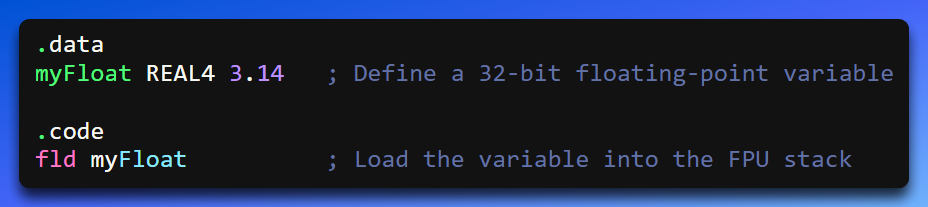 .data
myFloat REAL4 3.14   ; Define a 32-bit floating-point variable
.code
fld myFloat          ; Load the variable into the FPU stack